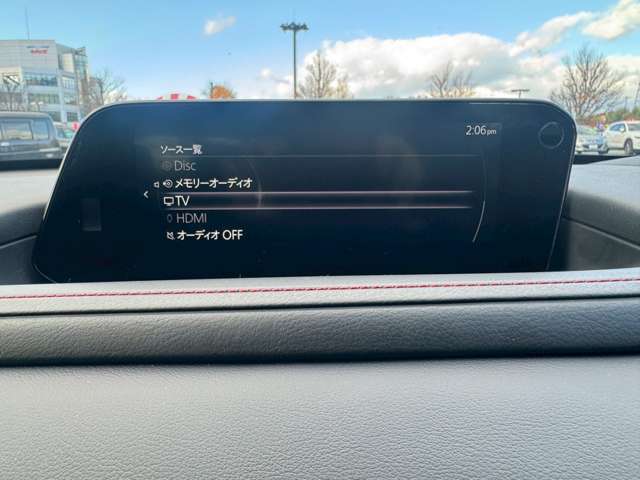 2:06pm
ソース一覧
Disc
メモリーオーディオ
TV
HDMI
オーディオ OFF